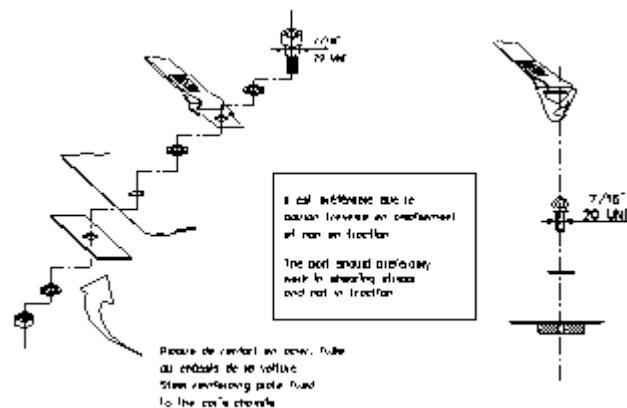 7/16"
20 UNF
7/16"
20 UNF
Il est préférable que le
boulon travaille en cisaillement
et non en traction
The bolt should preferably
work in shearing stress
and not in traction
Plaque de renfort en acier, fixée
au châssis de la voiture
Steel reinforcing plate fixed
to the car's chassis